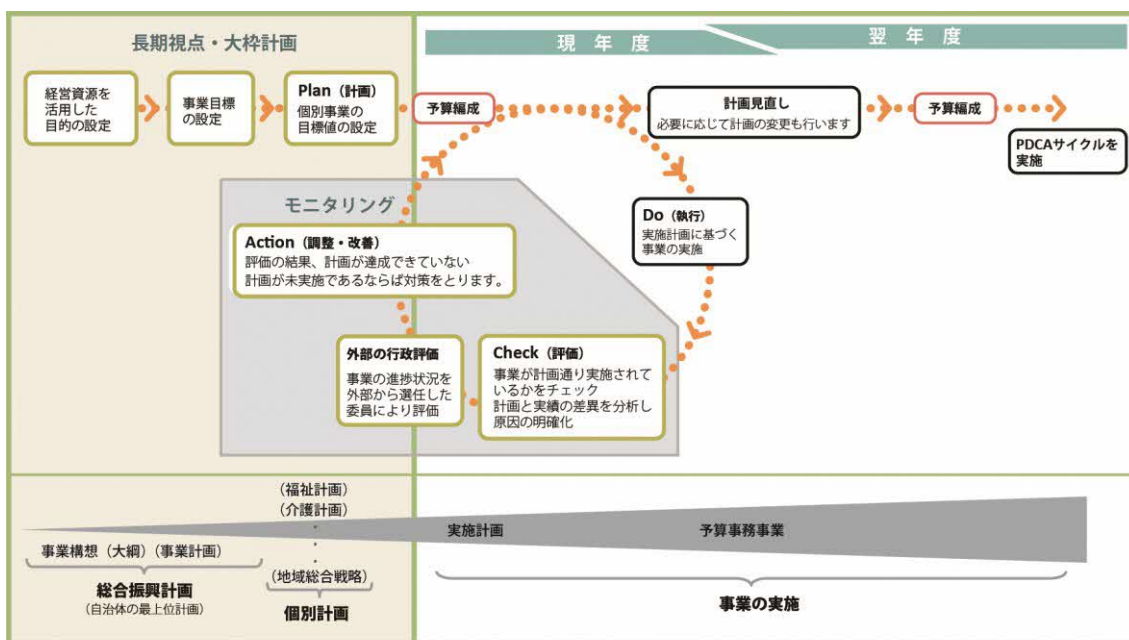 長期視点・大枠計画
現年度
翌年度
経営資源を
活用した
目的の設定
事業目標
の設定
Plan（計画）
個別事業の
目標値の設定
予算編成
計画見直し
必要に応じて計画の変更も行います
予算編成
PDCAサイクルを
実施
モニタリング
Action（調整・改善）
評価の結果、計画が達成できていない
計画が未実施であるならば対策をとります。
Do（執行）
実施計画に基づく
事業の実施
外部の行政評価
事業の進捗状況を
外部から選任した
委員により評価
Check（評価）
事業が計画通り実施されて
いるかをチェック
計画と実績の差異を分析し
原因の明確化
（福祉計画）
（介護計画）
・
・
・
・
（地域総合戦略）
実施計画
予算事務事業
事業構想（大綱）（事業計画）
総合振興計画
（自治体の最上位計画）
個別計画
事業の実施